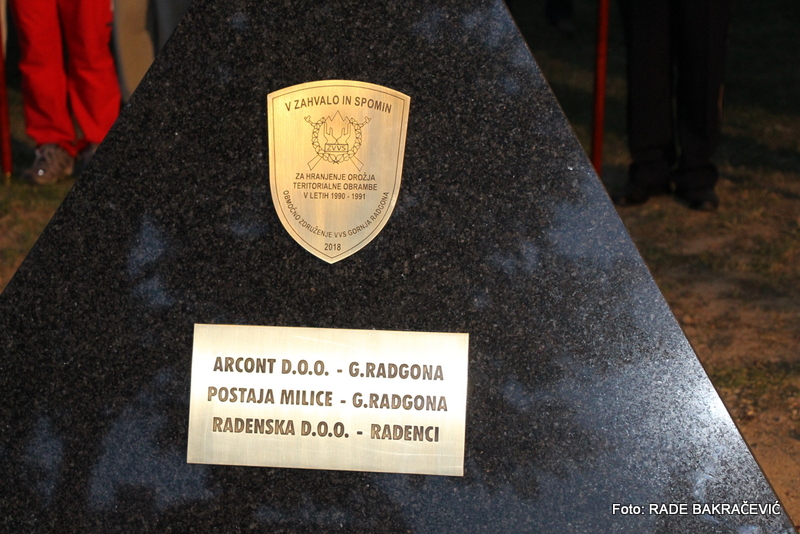 V ZAHVALO IN SPOMIN
ZVVS
ZA HRANJENJE OROŽJA
TERITORIALNE OBRAMBE
V LETIH 1990 - 1991
OBMOČNO ZDRUŽENJE VVS GORNJA RADGONA
2018
ARCONT D.O.O. - G.RADGONA
POSTAJA MILICE - G.RADGONA
RADENSKA D.O.O. - RADENCI
Foto: RADE BAKRAČEVIĆ